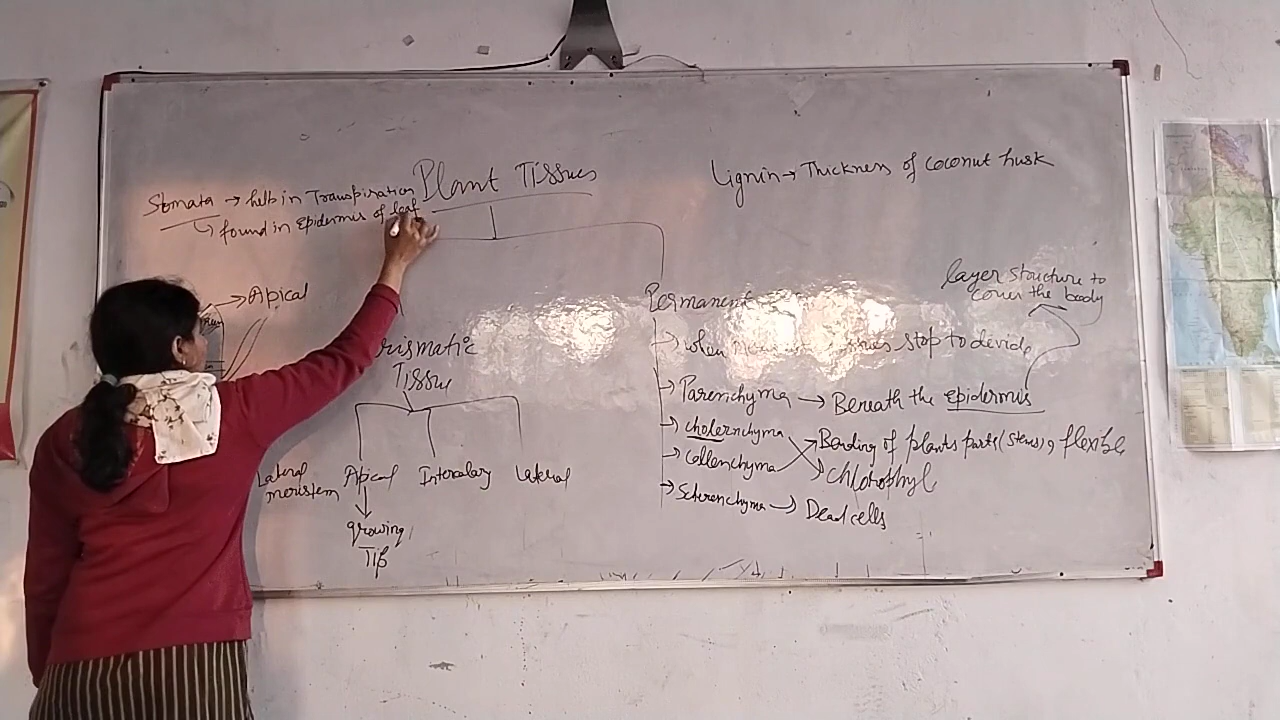 Plant Tissues
Stomata → help in Transpiration
↳ found in Epidermis of leaf
Lignin → Thickness of coconut husk
→ Apical
layer structure to
cover the body
Permanent
→ when stop to divide
Tissue
→ Parenchyma → Beneath the epidermis
→ cholerenchyma
Bending of plants parts (stems), flexible
→ Collenchyma
Chlorophyll
→ Sclerenchyma → Dead cells
Lateral
meristem
Apical Intercalary Lateral
growing
Tip